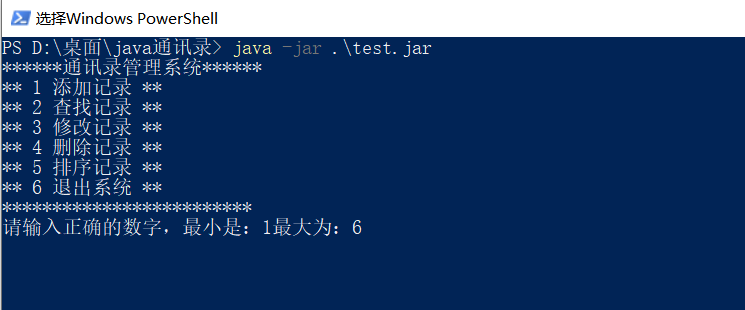 选择Windows PowerShell
PS D:\桌面\java通讯录> java -jar .\test.jar
******通讯录管理系统******
** 1 添加记录 **
** 2 查找记录 **
** 3 修改记录 **
** 4 删除记录 **
** 5 排序记录 **
** 6 退出系统 **
*************************
请输入正确的数字，最小是：1最大为：6